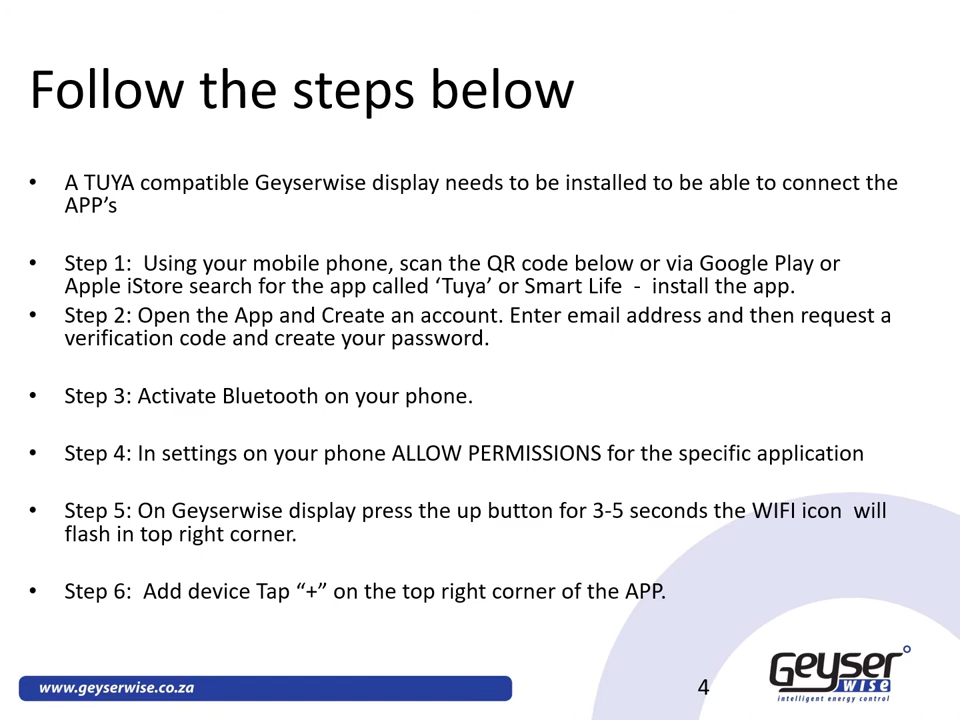 Follow the steps below
• A TUYA compatible Geyserwise display needs to be installed to be able to connect the
APP’s
• Step 1:  Using your mobile phone, scan the QR code below or via Google Play or
Apple iStore search for the app called ‘Tuya’ or Smart Life  -  install the app.
• Step 2: Open the App and Create an account. Enter email address and then request a
verification code and create your password.
• Step 3: Activate Bluetooth on your phone.
• Step 4: In settings on your phone ALLOW PERMISSIONS for the specific application
• Step 5: On Geyserwise display press the up button for 3-5 seconds the WIFI icon  will
flash in top right corner.
• Step 6:  Add device Tap “+” on the top right corner of the APP.
www.geyserwise.co.za
4
GEYSER
WISE
intelligent energy control